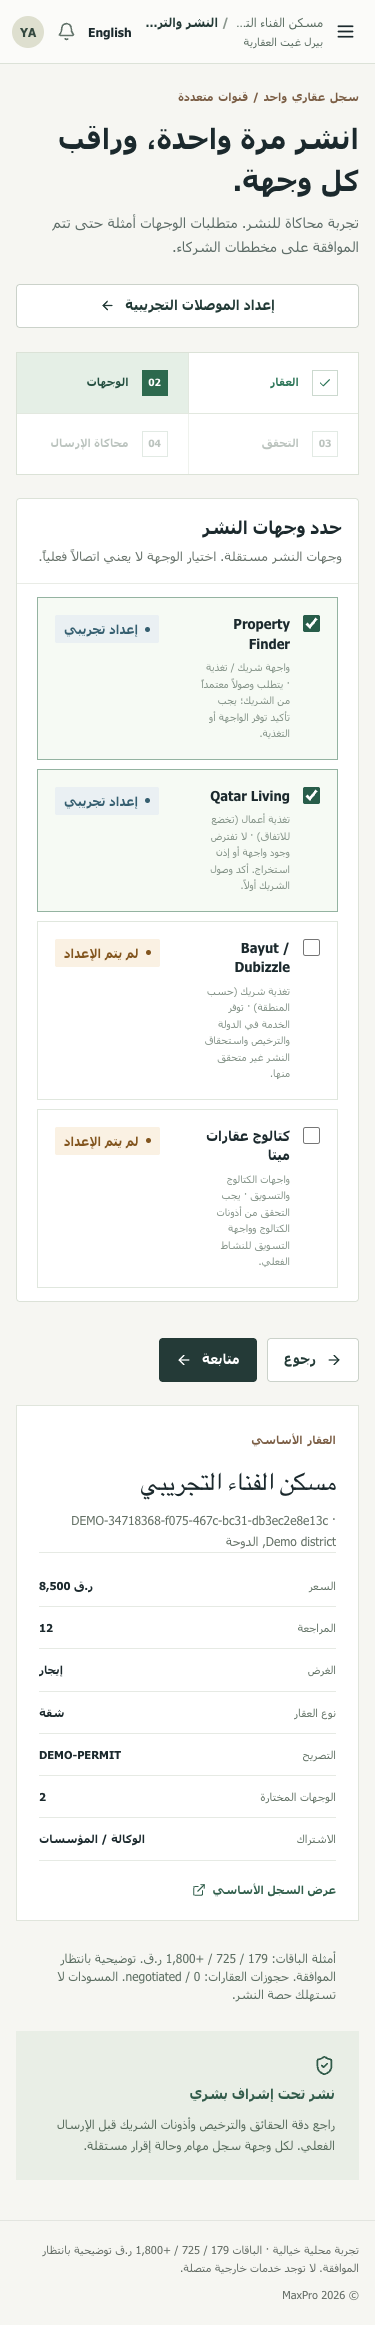 مسكن الفناء الت... / النشر والتر...
بيرل غيت العقارية
English
YA
سجل عقاري واحد / قنوات متعددة
انشر مرة واحدة، وراقب
كل وجهة.
تجربة محاكاة للنشر. متطلبات الوجهات أمثلة حتى تتم
الموافقة على مخططات الشركاء.
إعداد الموصلات التجريبية ←
العقار
02 الوجهات
03 التحقق
04 محاكاة الإرسال
حدد وجهات النشر
وجهات النشر مستقلة. اختيار الوجهة لا يعني اتصالاً فعلياً.
Property
Finder
إعداد تجريبي
واجهة شريك / تغذية
· يتطلب وصولاً معتمداً
من الشريك؛ يجب
تأكيد توفر الواجهة أو
التغذية.
Qatar Living
إعداد تجريبي
تغذية أعمال (تخضع
للاتفاق) · لا تفترض
وجود واجهة أو إذن
استخراج. أكد وصول
الشريك أولاً.
Bayut /
Dubizzle
لم يتم الإعداد
تغذية شريك (حسب
المنطقة) · توفر
الخدمة في الدولة
والترخيص واستحقاق
النشر غير متحقق
منها.
كتالوج عقارات
ميتا
لم يتم الإعداد
واجهات الكتالوج
والتسويق · يجب
التحقق من أذونات
الكتالوج وواجهة
التسويق للنشاط
الفعلي.
→ رجوع
متابعة ←
العقار الأساسي
مسكن الفناء التجريبي
DEMO-34718368-f075-467c-bc31-db3ec2e8e13c ·
Demo district, الدوحة
السعر 8,500 ر.ق
المراجعة 12
الغرض إيجار
نوع العقار شقة
التصريح DEMO-PERMIT
الوجهات المختارة 2
الاشتراك الوكالة / المؤسسات
عرض السجل الأساسي
أمثلة الباقات: 179 / 725 / +1,800 ر.ق. توضيحية بانتظار
الموافقة. حجوزات العقارات: 0 / negotiated. المسودات لا
تستهلك حصة النشر.
نشر تحت إشراف بشري
راجع دقة الحقائق والترخيص وأذونات الشريك قبل الإرسال
الفعلي. لكل وجهة سجل مهام وحالة إقرار مستقلة.
تجربة محلية خيالية · الباقات 179 / 725 / +1,800 ر.ق توضيحية بانتظار
الموافقة. لا توجد خدمات خارجية متصلة.
© 2026 MaxPro